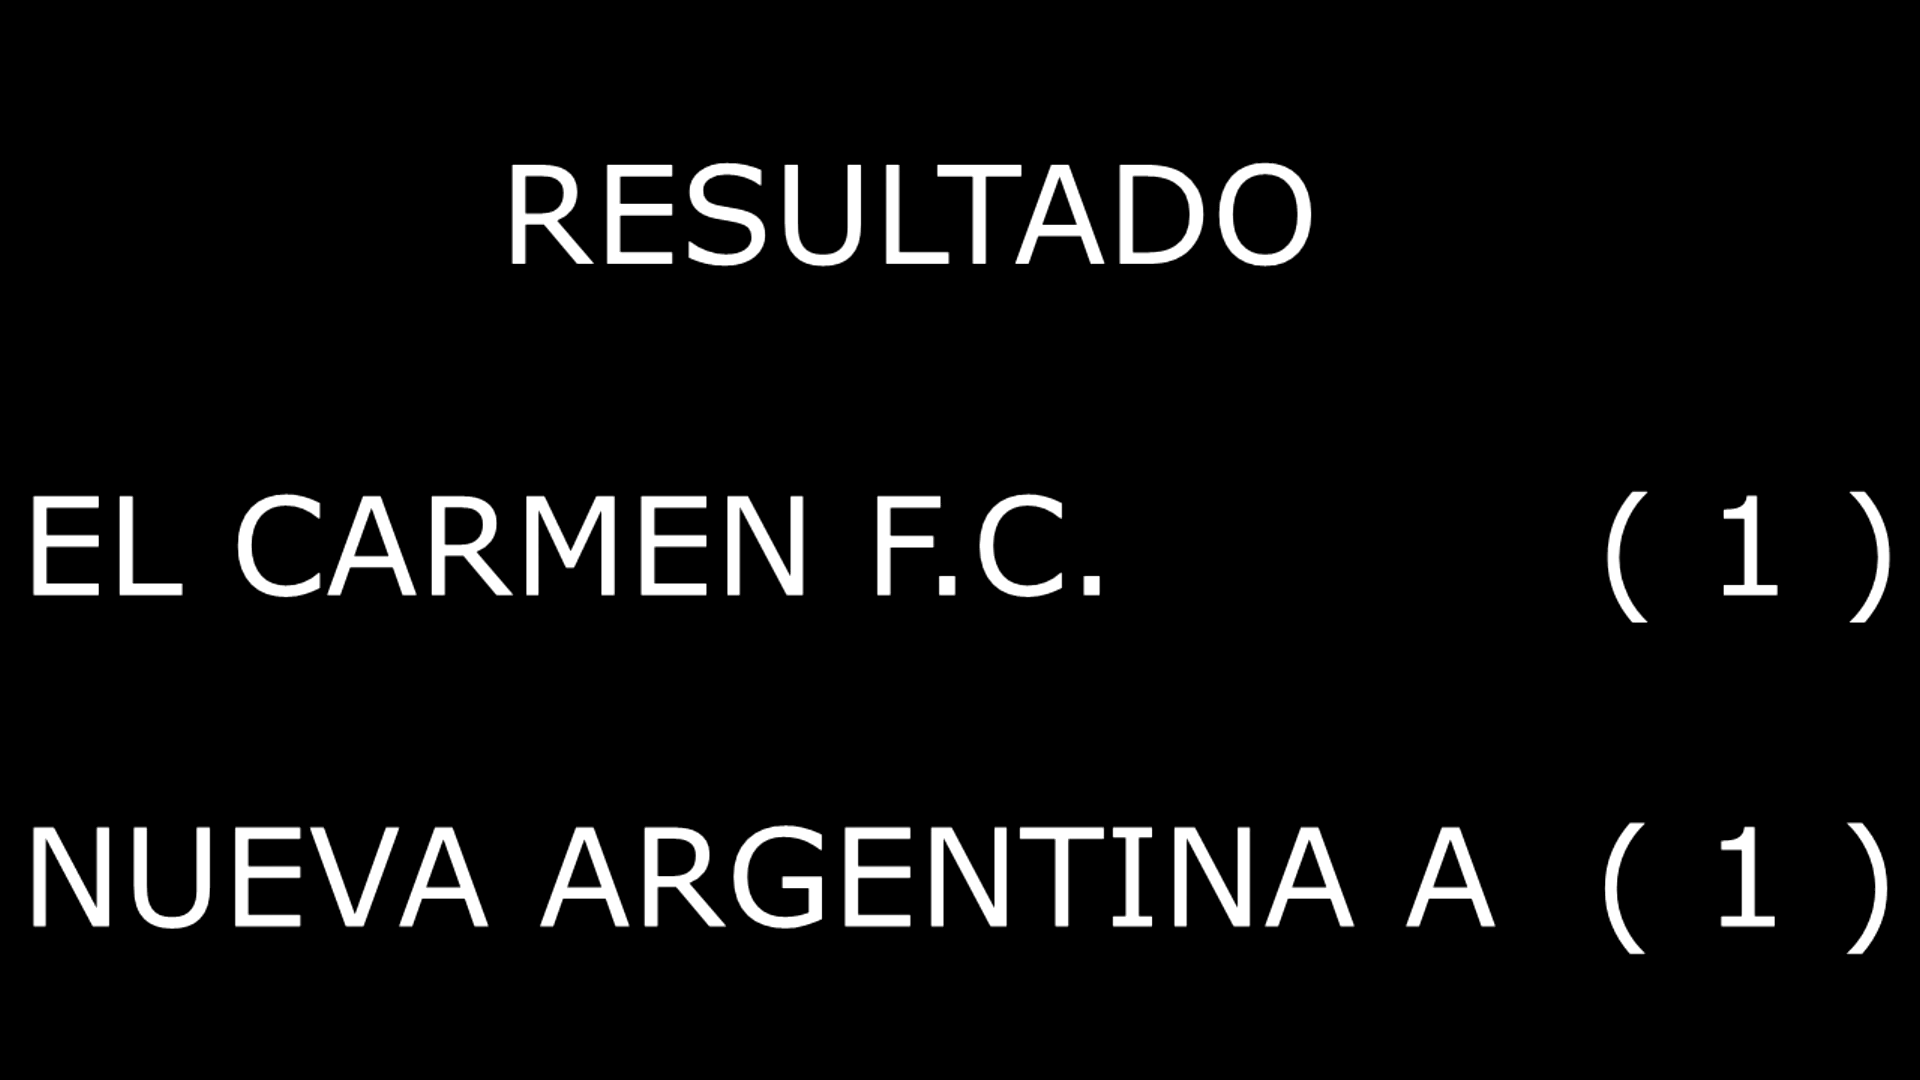 RESULTADO
EL CARMEN F.C. ( 1 )
NUEVA ARGENTINA A ( 1 )